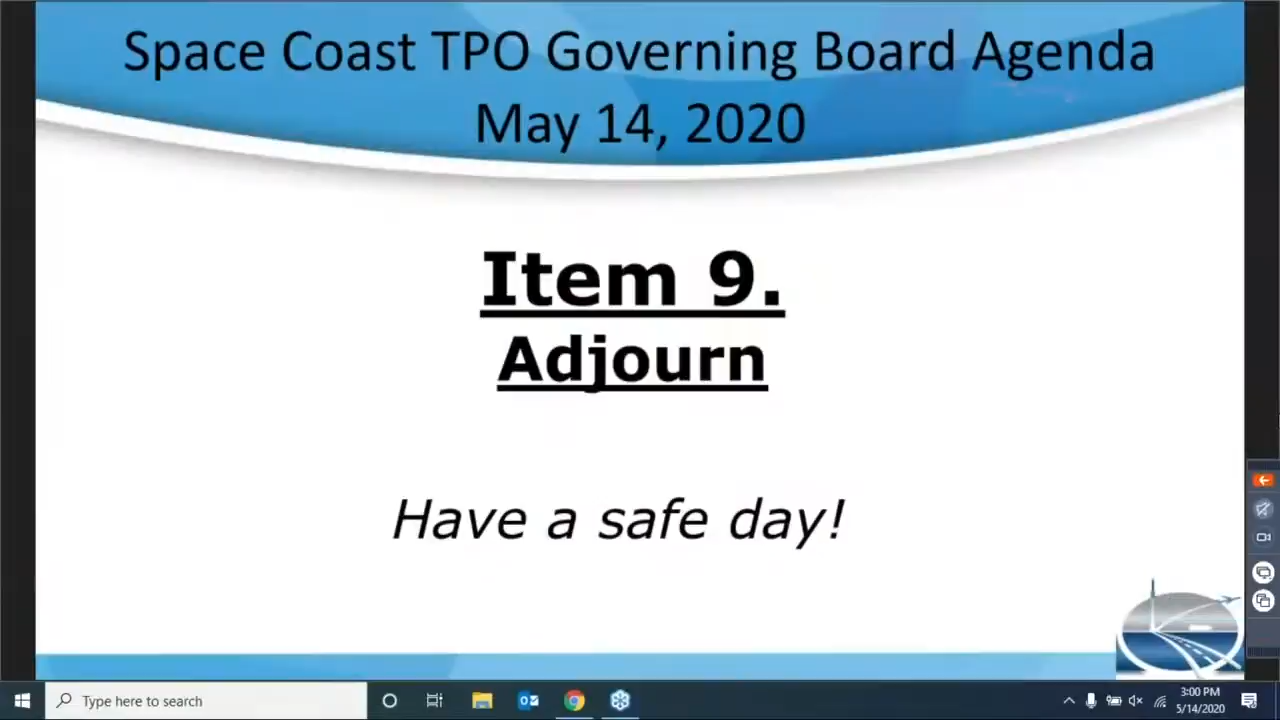 Space Coast TPO Governing Board Agenda
May 14, 2020
Item 9.
Adjourn
Have a safe day!
Type here to search
3:00 PM
5/14/2020